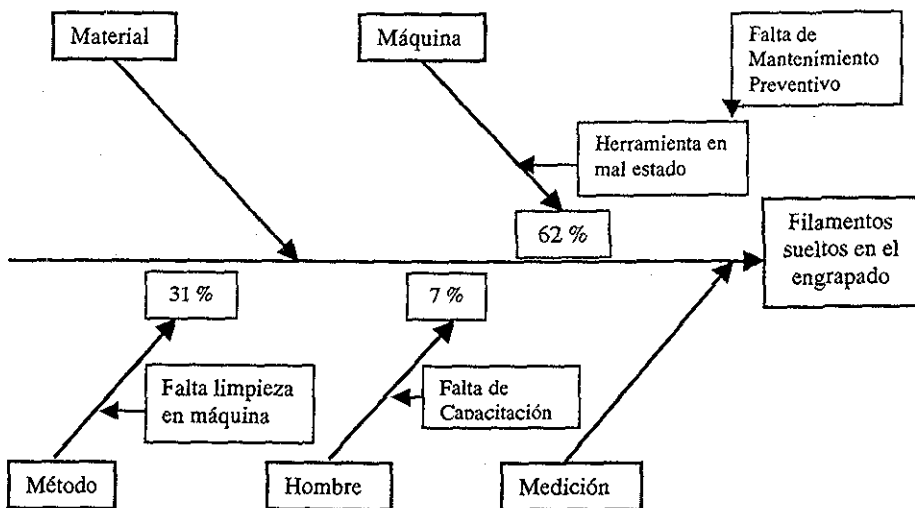 Material
Máquina
Falta de
Mantenimiento
Preventivo
Herramienta en
mal estado
62 %
Filamentos
sueltos en el
engrapado
31 %
7 %
Falta limpieza
en máquina
Falta de
Capacitación
Método
Hombre
Medición